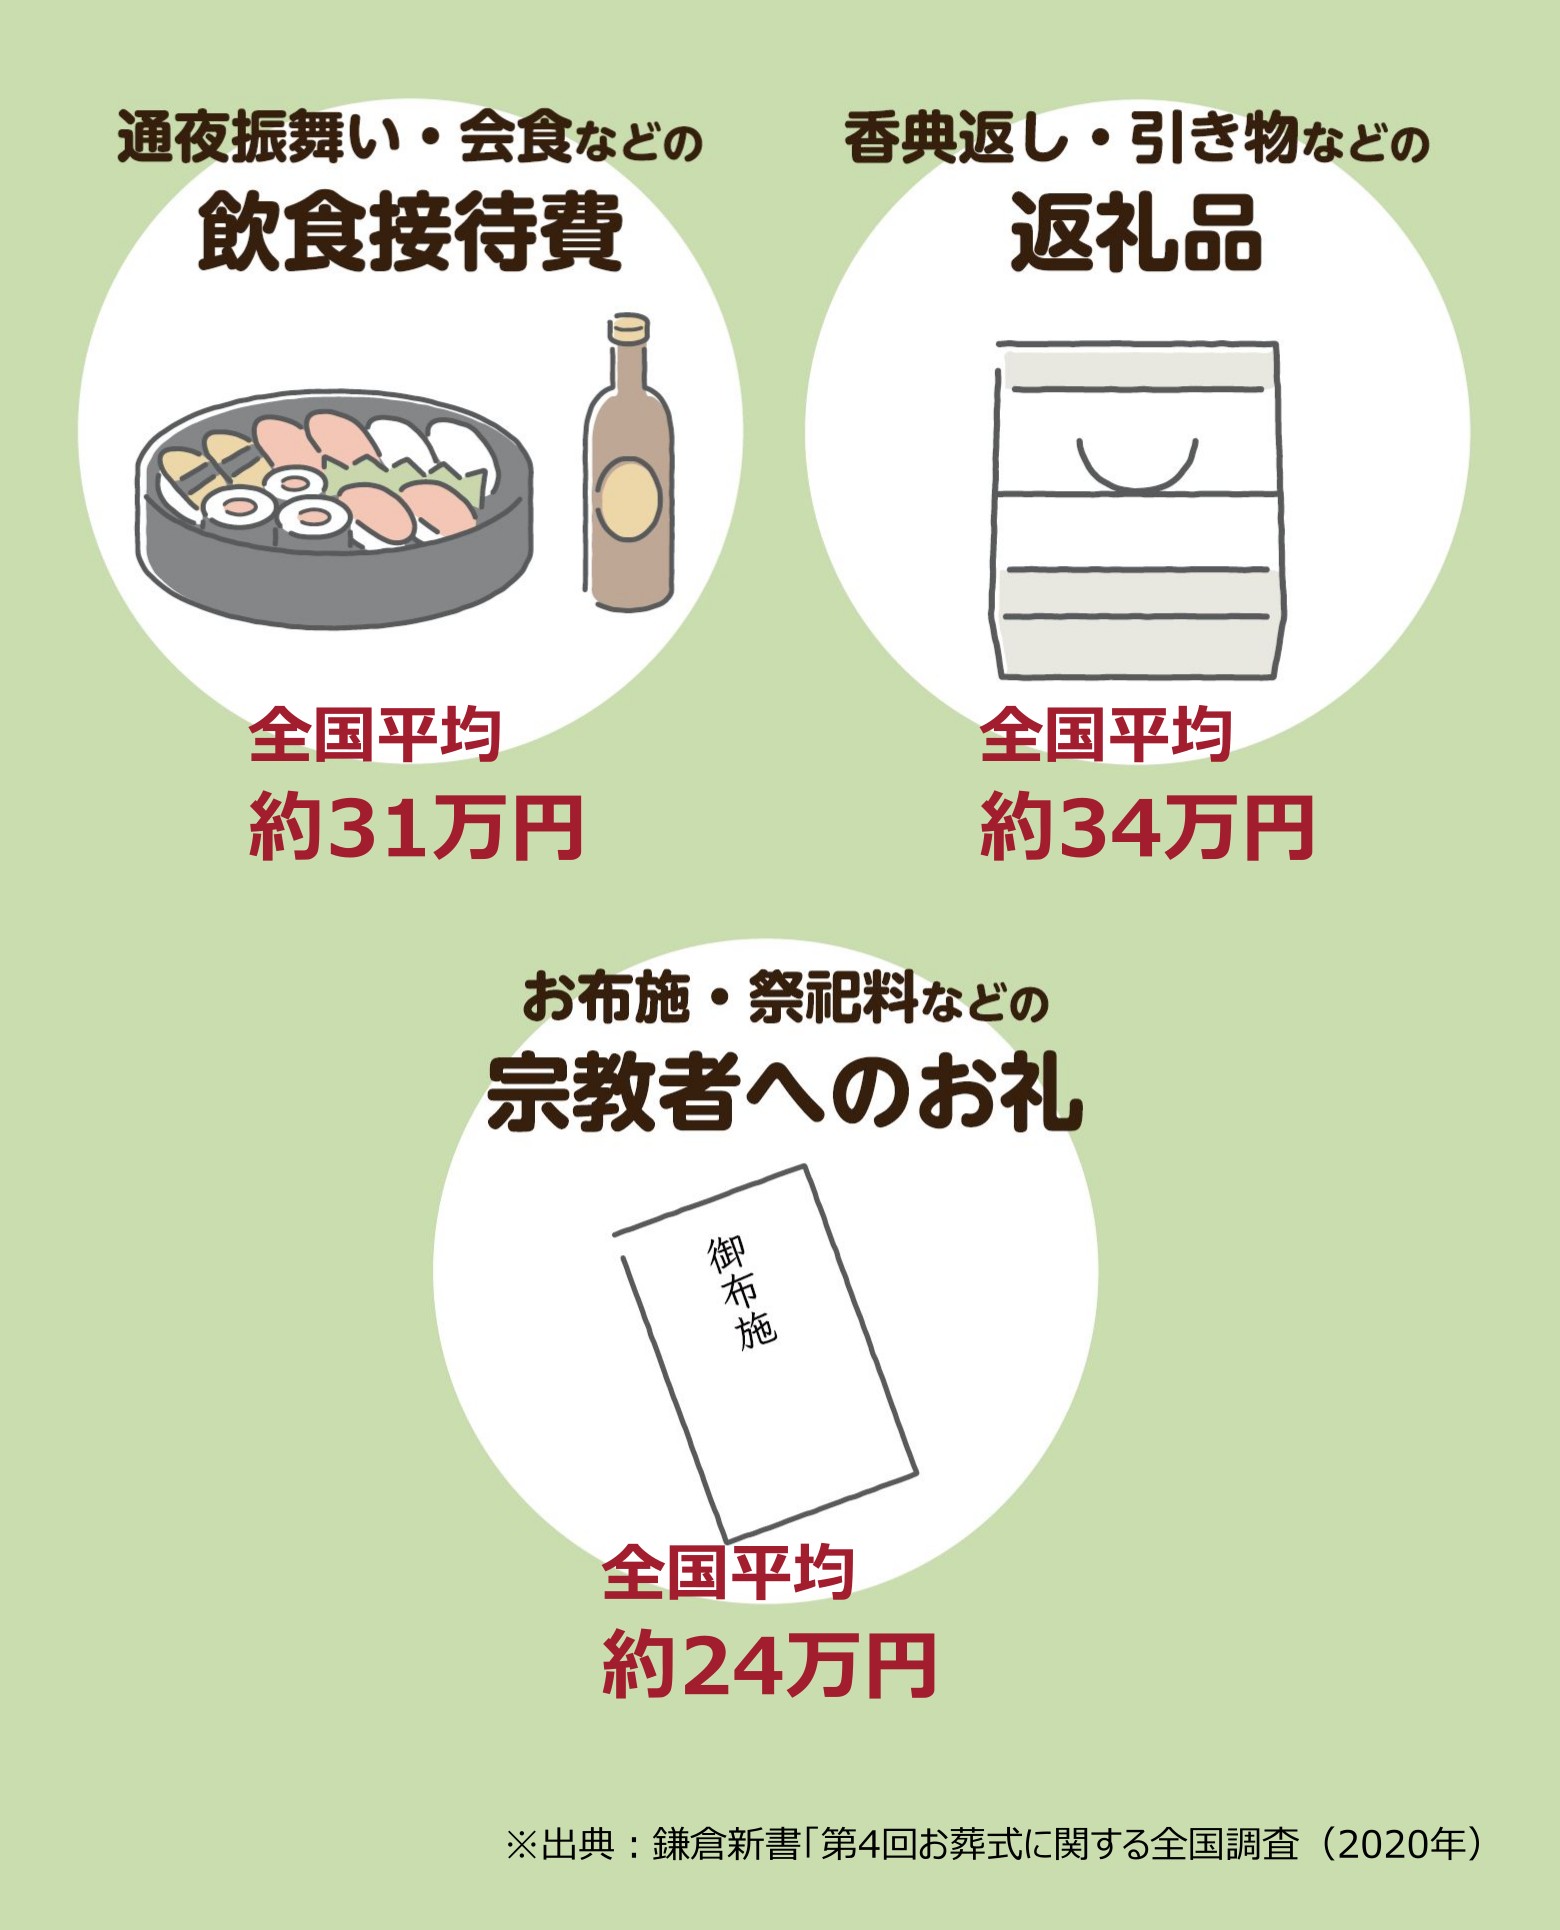 通夜振舞い・会食などの
飲食接待費
全国平均
約31万円
香典返し・引き物などの
返礼品
全国平均
約34万円
お布施・祭祀料などの
宗教者へのお礼
御布施
全国平均
約24万円
※出典：鎌倉新書「第4回お葬式に関する全国調査（2020年）